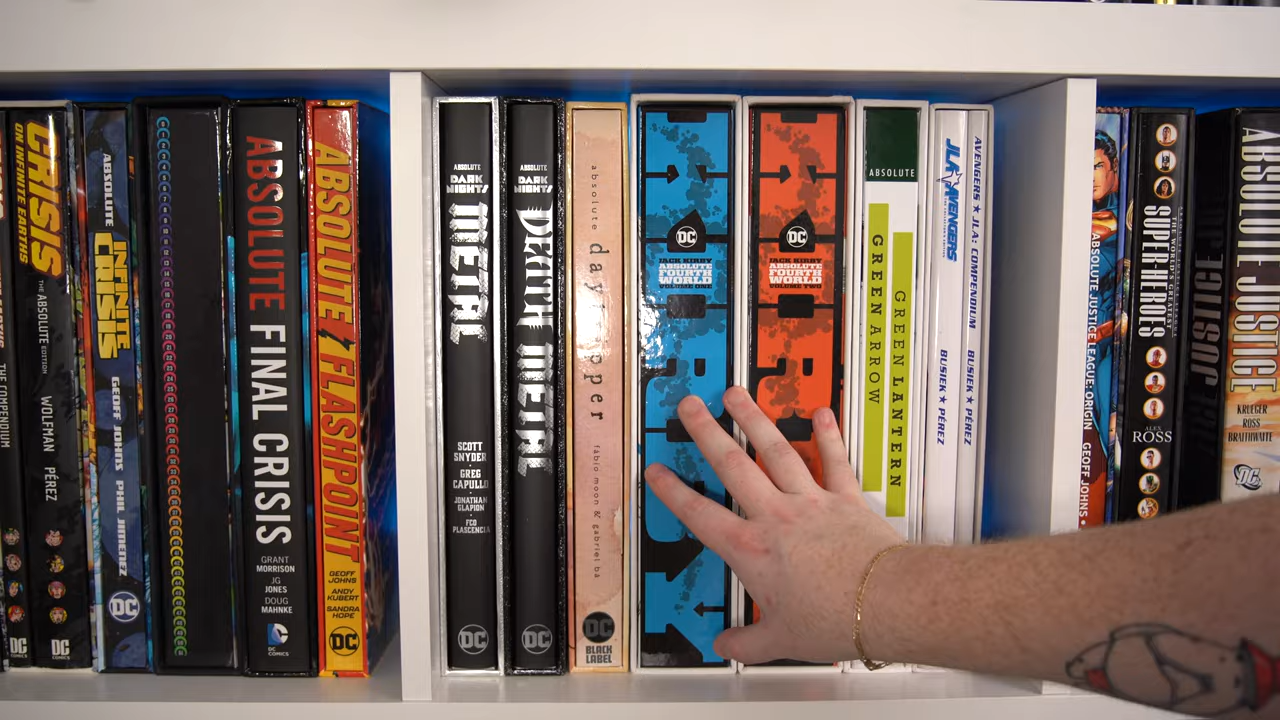 THE COMPENDIUM
CRISIS
ON INFINITE EARTHS
THE ABSOLUTE EDITION
WOLFMAN
PÉREZ
DC
DC
ABSOLUTE
INFINITE
CRISIS
GEOFF JOHNS
PHIL JIMENEZ
DC
ABSOLUTE FINAL CRISIS
GRANT
MORRISON
JG
JONES
DOUG
MAHNKE
DC COMICS
ABSOLUTE FLASHPOINT
GEOFF
JOHNS
ANDY
KUBERT
SANDRA
HOPE
DC
ABSOLUTE
DARK
NIGHTS
METAL
SCOTT
SNYDER
GREG
CAPULLO
JONATHAN
GLAPION
FCO
PLASCENCIA
DC
ABSOLUTE
DARK
NIGHTS
DEATH METAL
DC
absolute
fábio moon & gabriel bá
DC
BLACK
LABEL
DC
JACK KIRBY
ABSOLUTE
FOURTH
WORLD
VOLUME ONE
DC
JACK KIRBY
ABSOLUTE
FOURTH
WORLD
VOLUME TWO
ABSOLUTE
GREEN ARROW
GREEN LANTERN
JLA AVENGERS
BUSIEK ★ PÉREZ
AVENGERS ★ JLA: COMPENDIUM
BUSIEK ★ PÉREZ
ABSOLUTE JUSTICE LEAGUE: ORIGIN
GEOFF JOHNS
THE WORLD'S GREATEST
SUPER-HEROES
ALEX
ROSS
JUSTICE
ABSOLUTE JUSTICE
KRUEGER
ROSS
BRAITHWAITE
DC